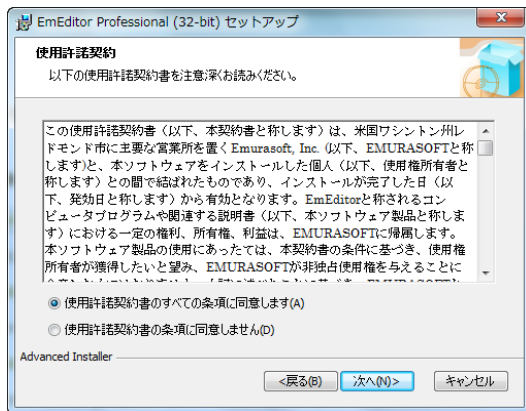 EmEditor Professional (32-bit) セットアップ
使用許諾契約
以下の使用許諾契約書を注意深くお読みください。
この使用許諾契約書（以下、本契約書と称します）は、米国ワシントン州レ
ドモンド市に主要な営業所を置く Emurasoft, Inc. (以下、EMURASOFTと称
します)と、本ソフトウェアをインストールした個人（以下、使用権所有者と
称します）との間で結ばれたものであり、インストールが完了した日（以
下、発効日と称します）から有効となります。EmEditorと称されるコン
ピュータプログラムや関連する説明書（以下、本ソフトウェア製品と称しま
す）における一定の権利、所有権、利益は、EMURASOFTに帰属します。
本ソフトウェア製品の使用にあたっては、本契約書の条件に基づき、使用権
所有者が獲得したいと望み、EMURASOFTが非独占使用権を与えることに
使用許諾契約書のすべての条項に同意します(A)
使用許諾契約書の条項に同意しません(D)
Advanced Installer
<戻る(B) 次へ(N)> キャンセル